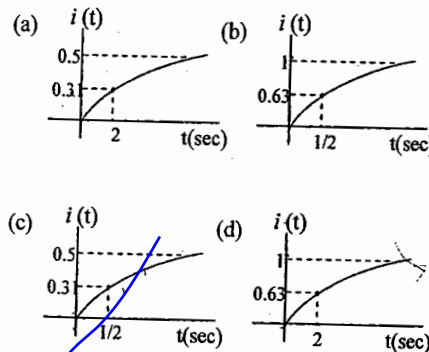 (a) i (t)
0.5
0.31
2 t(sec)
(b) i (t)
1
0.63
1/2 t(sec)
(c) i (t)
0.5
0.3
1/2 t(sec)
(d) i (t)
1
0.63
2 t(sec)